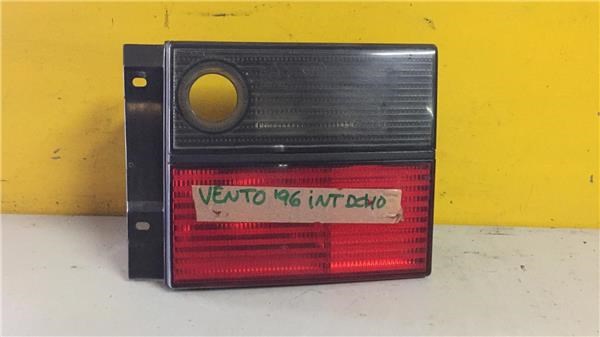 VENTO '96 INT DCHO